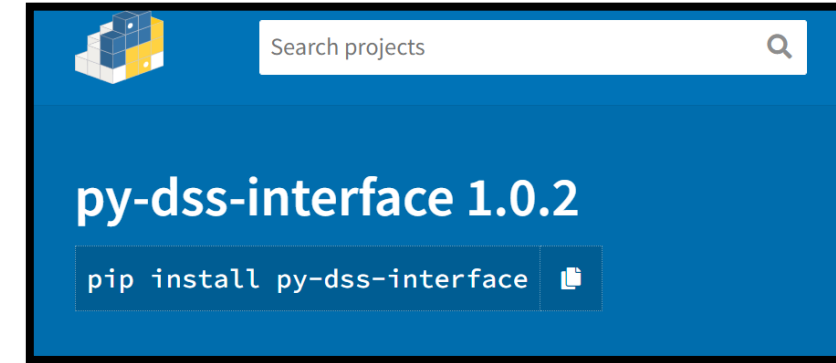 Search projects
py-dss-interface 1.0.2
pip install py-dss-interface